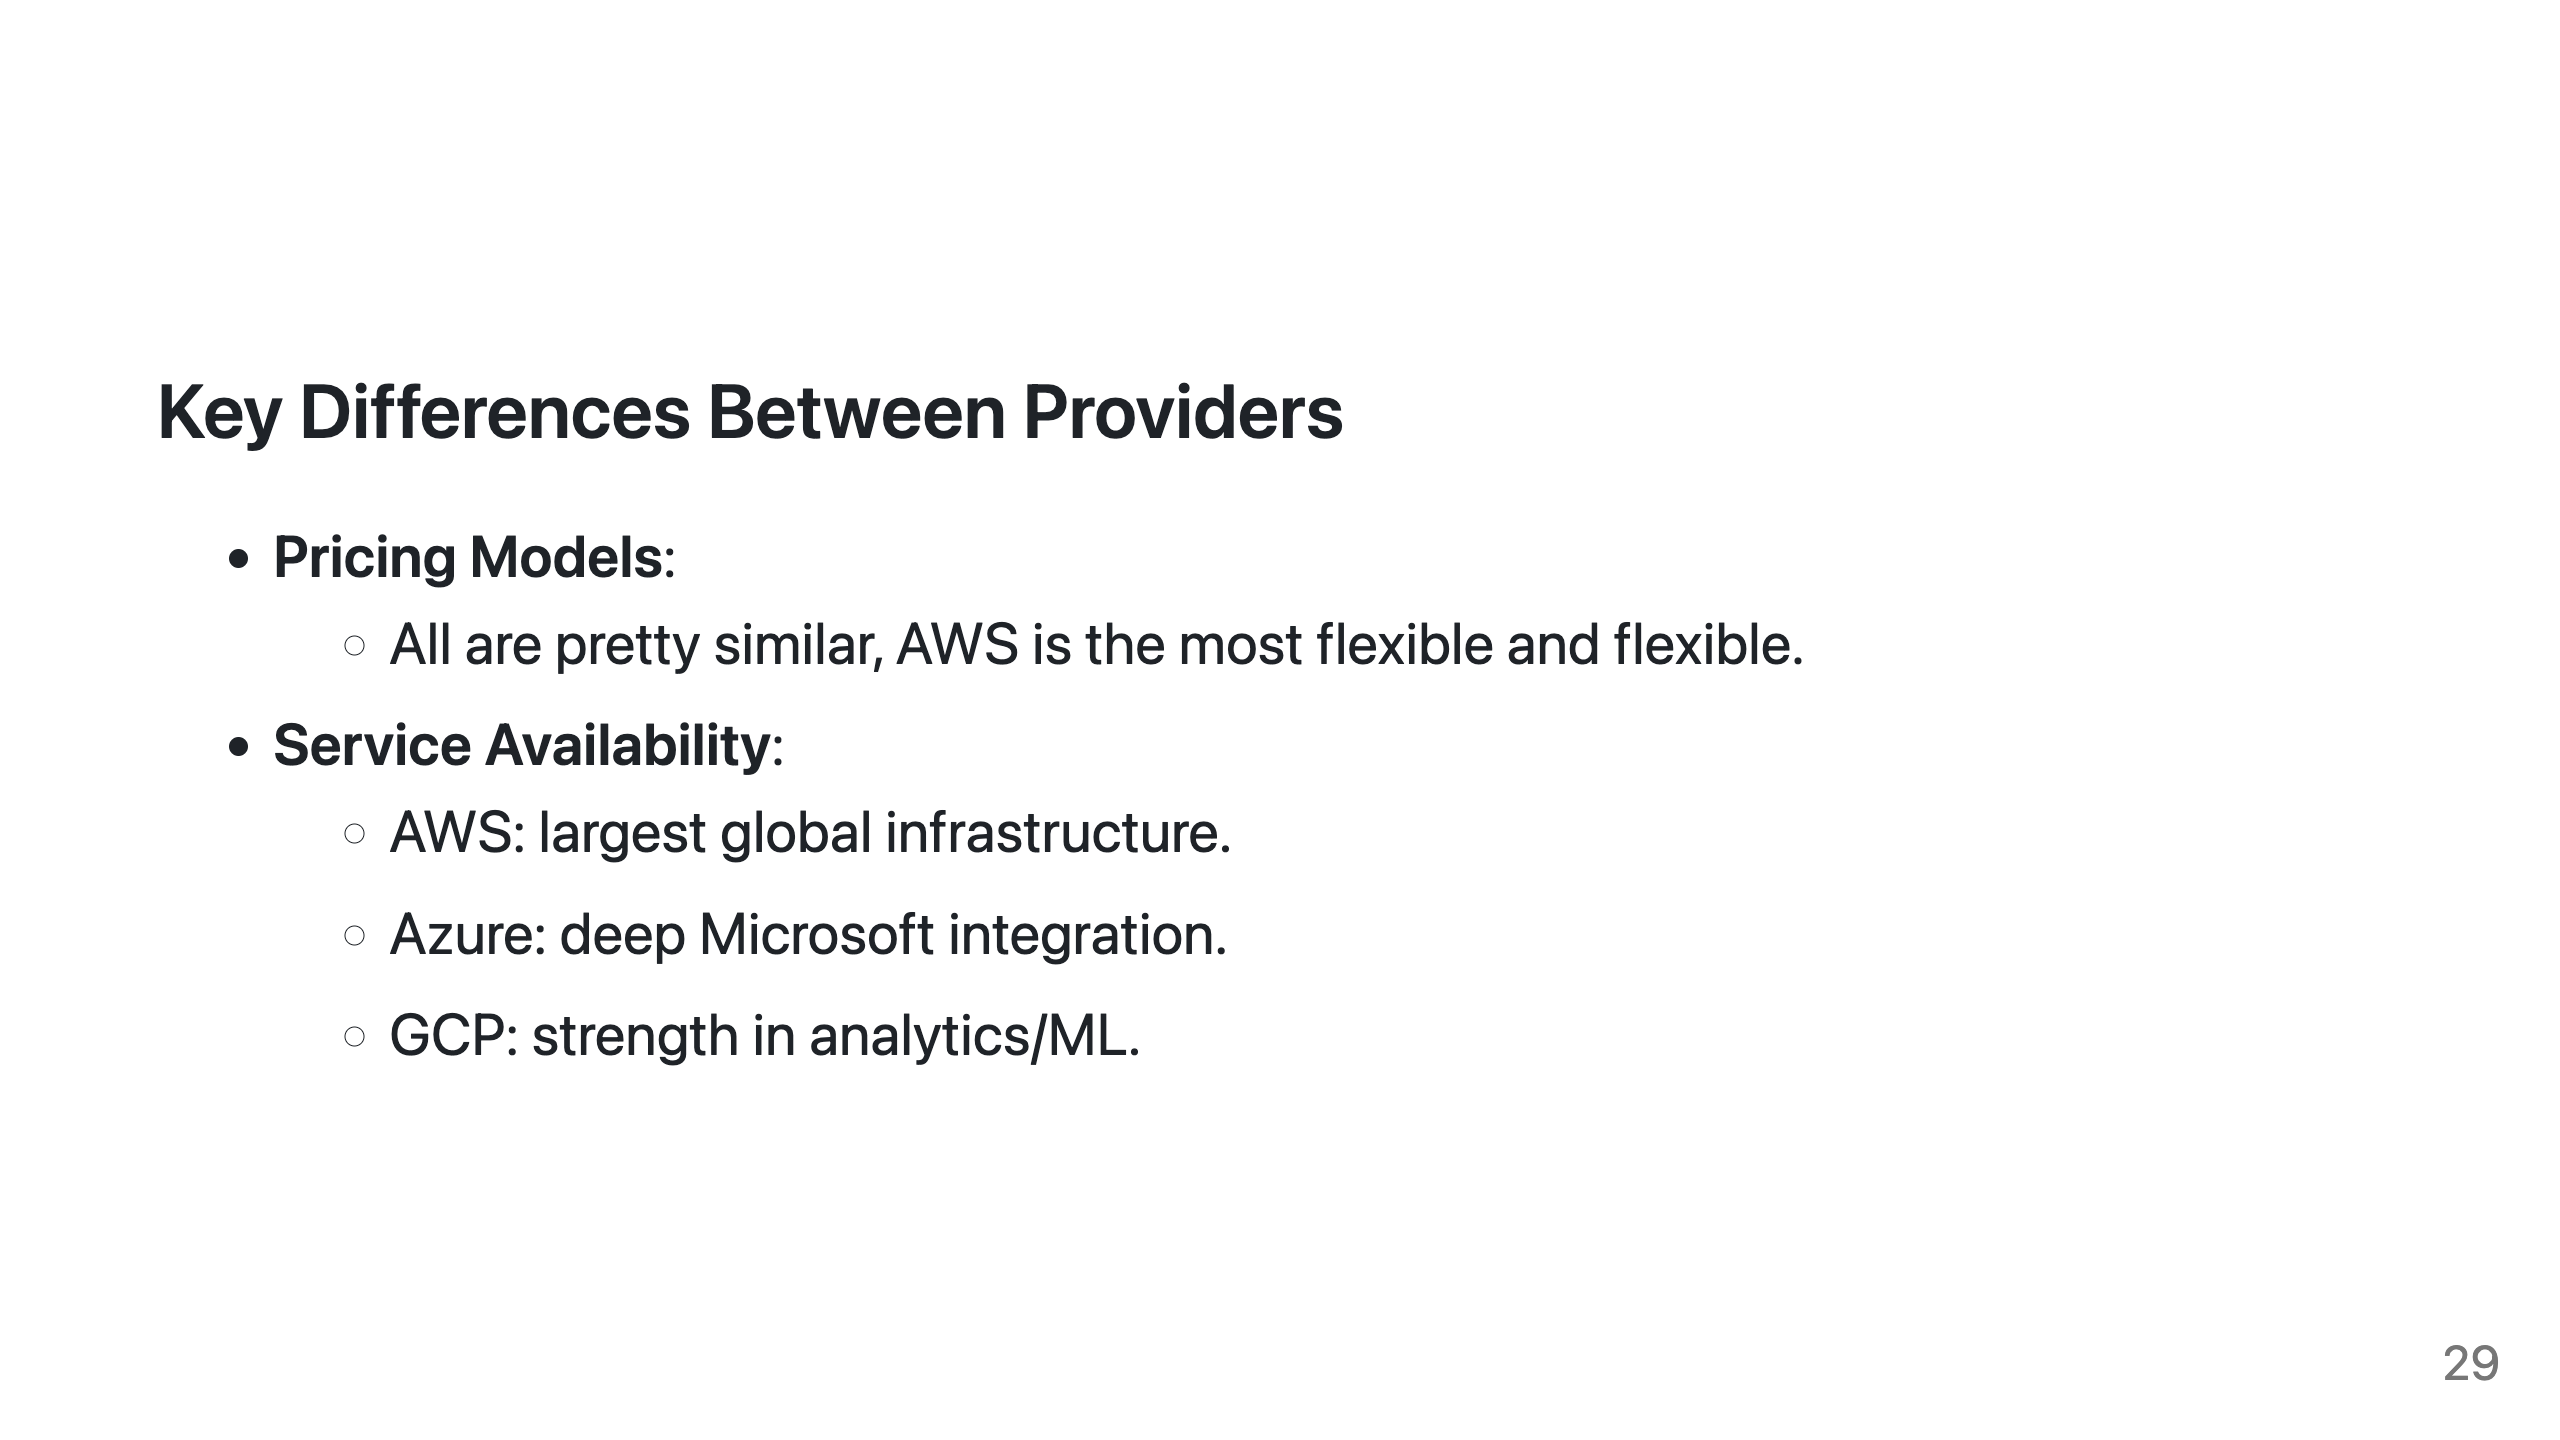 Key Differences Between Providers
• Pricing Models:
○ All are pretty similar, AWS is the most flexible and flexible.
• Service Availability:
○ AWS: largest global infrastructure.
○ Azure: deep Microsoft integration.
○ GCP: strength in analytics/ML.
29